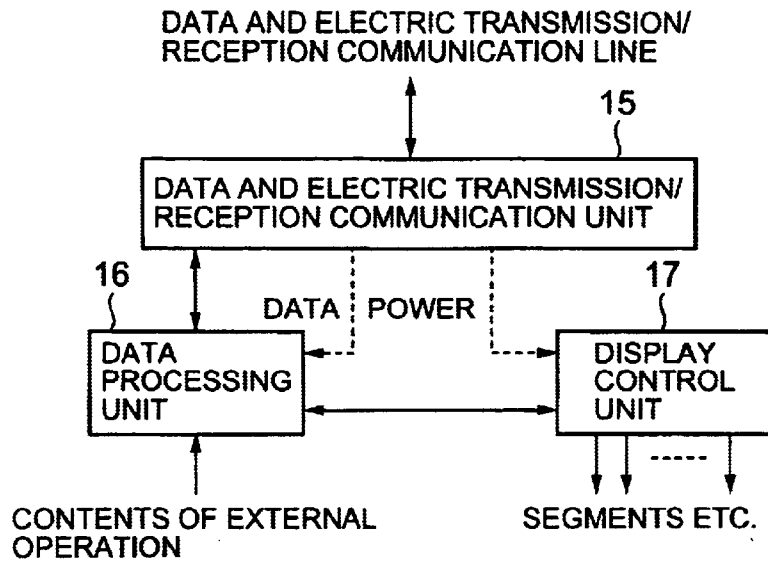 DATA AND ELECTRIC TRANSMISSION/
RECEPTION COMMUNICATION LINE
15
DATA AND ELECTRIC TRANSMISSION/
RECEPTION COMMUNICATION UNIT
16
DATA
POWER
17
DATA
PROCESSING
UNIT
DISPLAY
CONTROL
UNIT
CONTENTS OF EXTERNAL
OPERATION
SEGMENTS ETC.